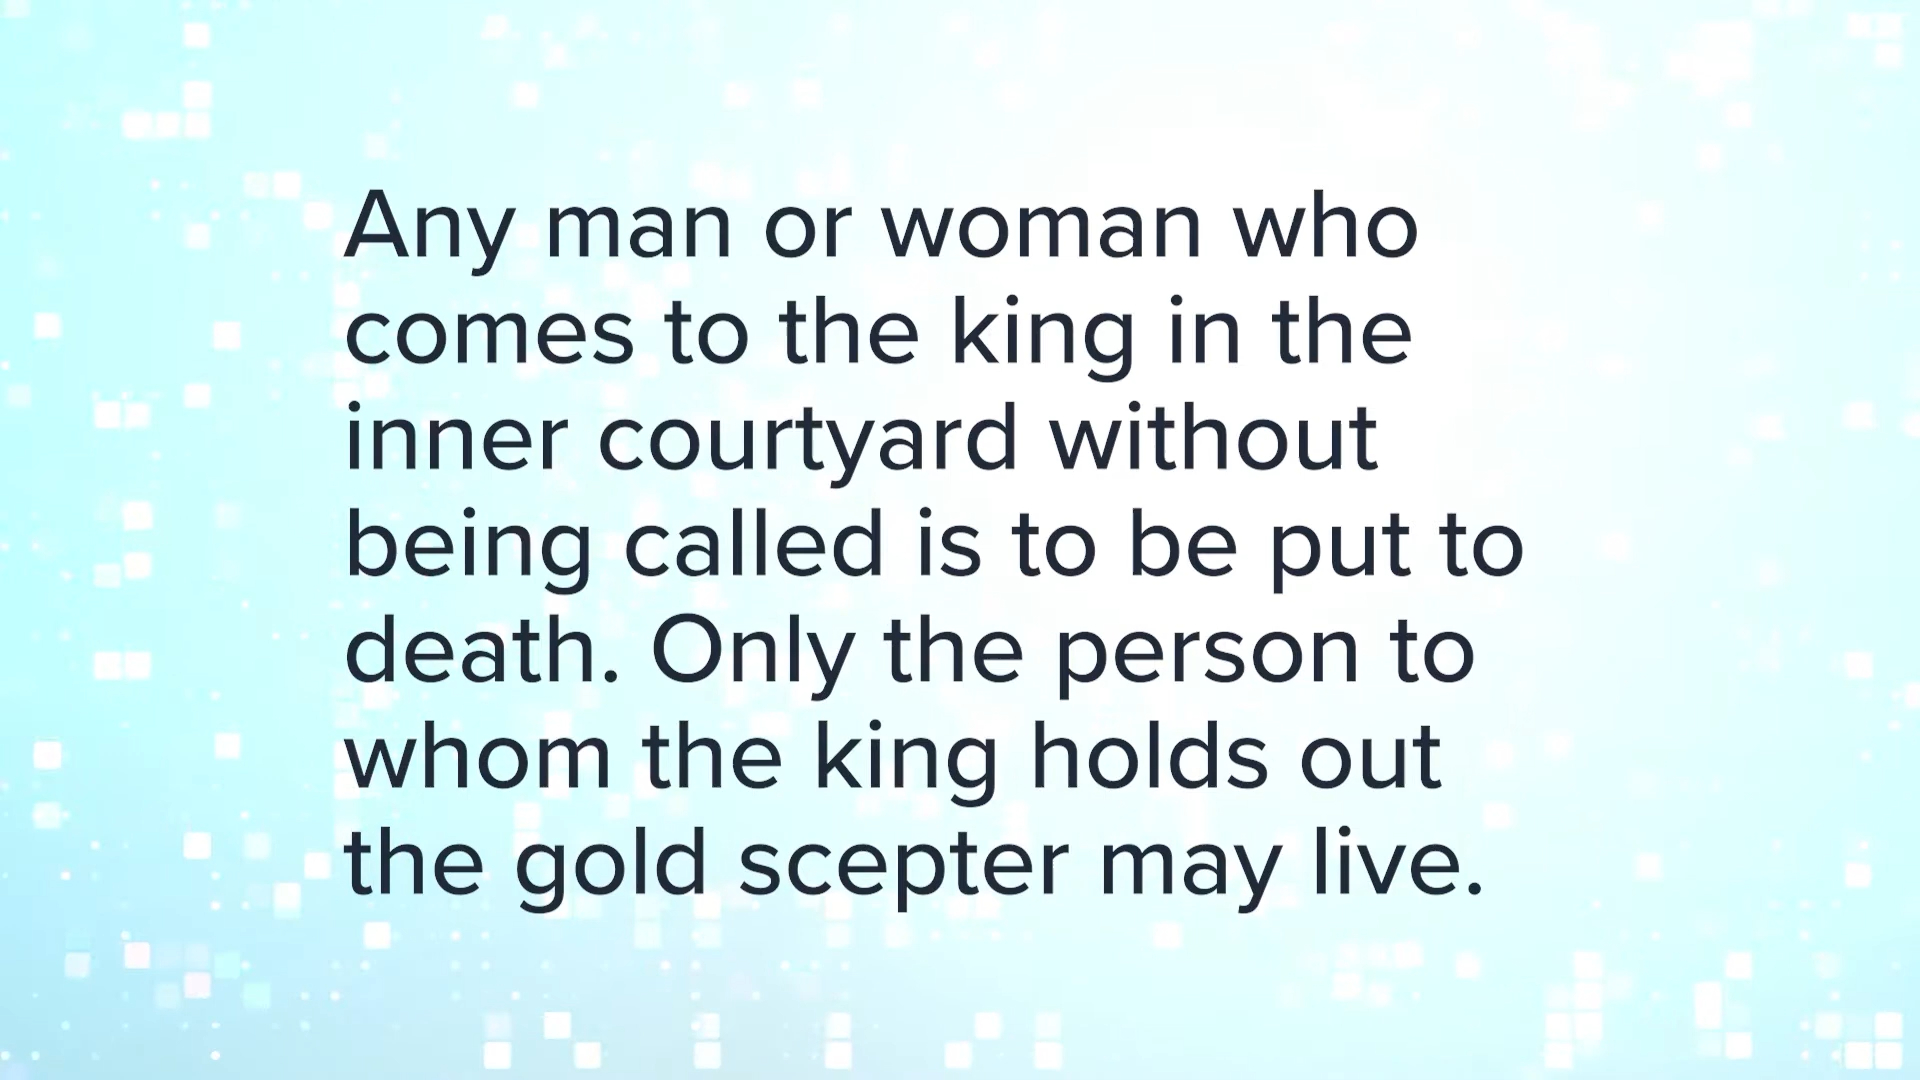 Any man or woman who
comes to the king in the
inner courtyard without
being called is to be put to
death. Only the person to
whom the king holds out
the gold scepter may live.